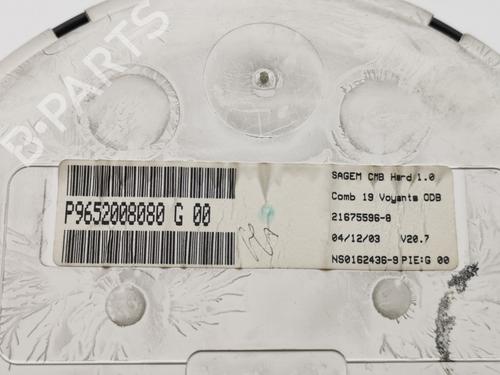 B-PARTS
P9652008080 G 00
SAGEM CMB Hard 1.0
Comb 19 Voyants ODB
21675596-8
04/12/03 V20.7
NS0162436-9 PIE:G 00